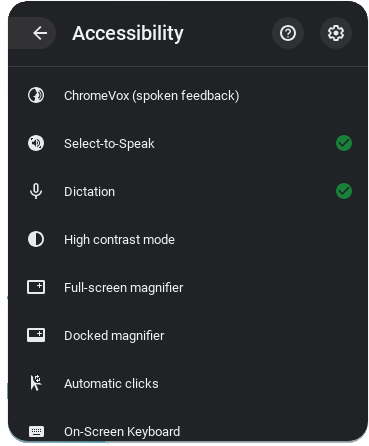 Accessibility
ChromeVox (spoken feedback)
Select-to-Speak
Dictation
High contrast mode
Full-screen magnifier
Docked magnifier
Automatic clicks
On-Screen Keyboard